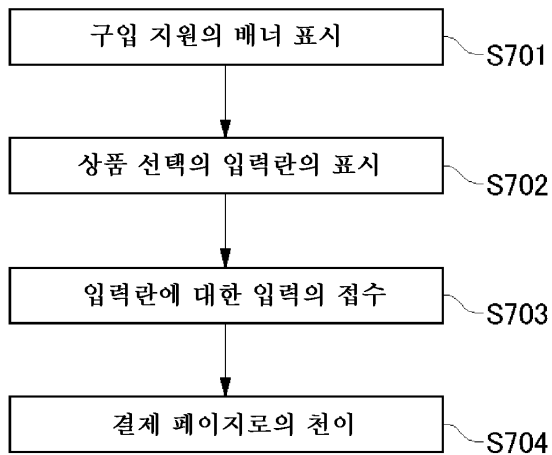 구입 지원의 배너 표시
S701
상품 선택의 입력란의 표시
S702
입력란에 대한 입력의 접수
S703
결제 페이지로의 천이
S704